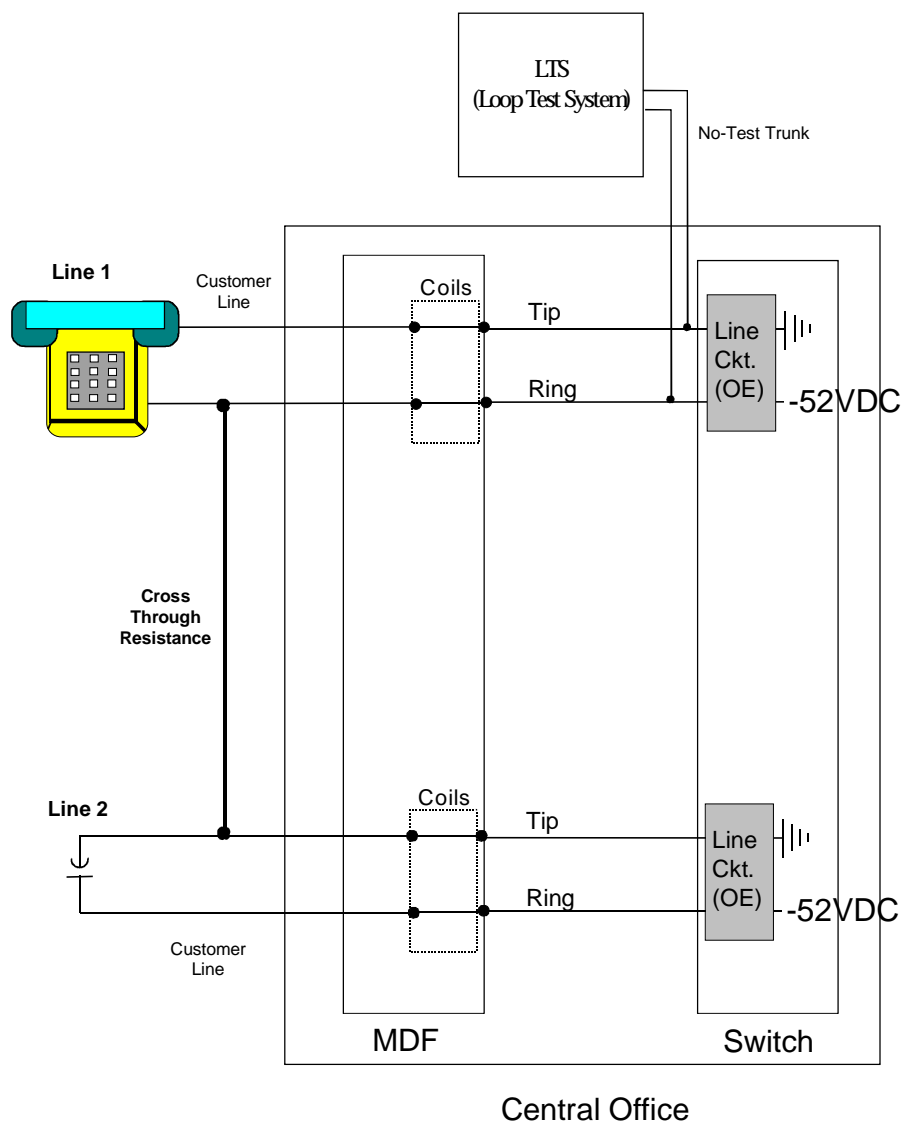 LTS
(Loop Test System)
No-Test Trunk
Line 1
Customer
Line
Coils
Tip
Line
Ckt.
(OE)
Ring
-52VDC
Cross
Through
Resistance
Line 2
Coils
Tip
Line
Ckt.
(OE)
Ring
-52VDC
Customer
Line
MDF
Switch
Central Office